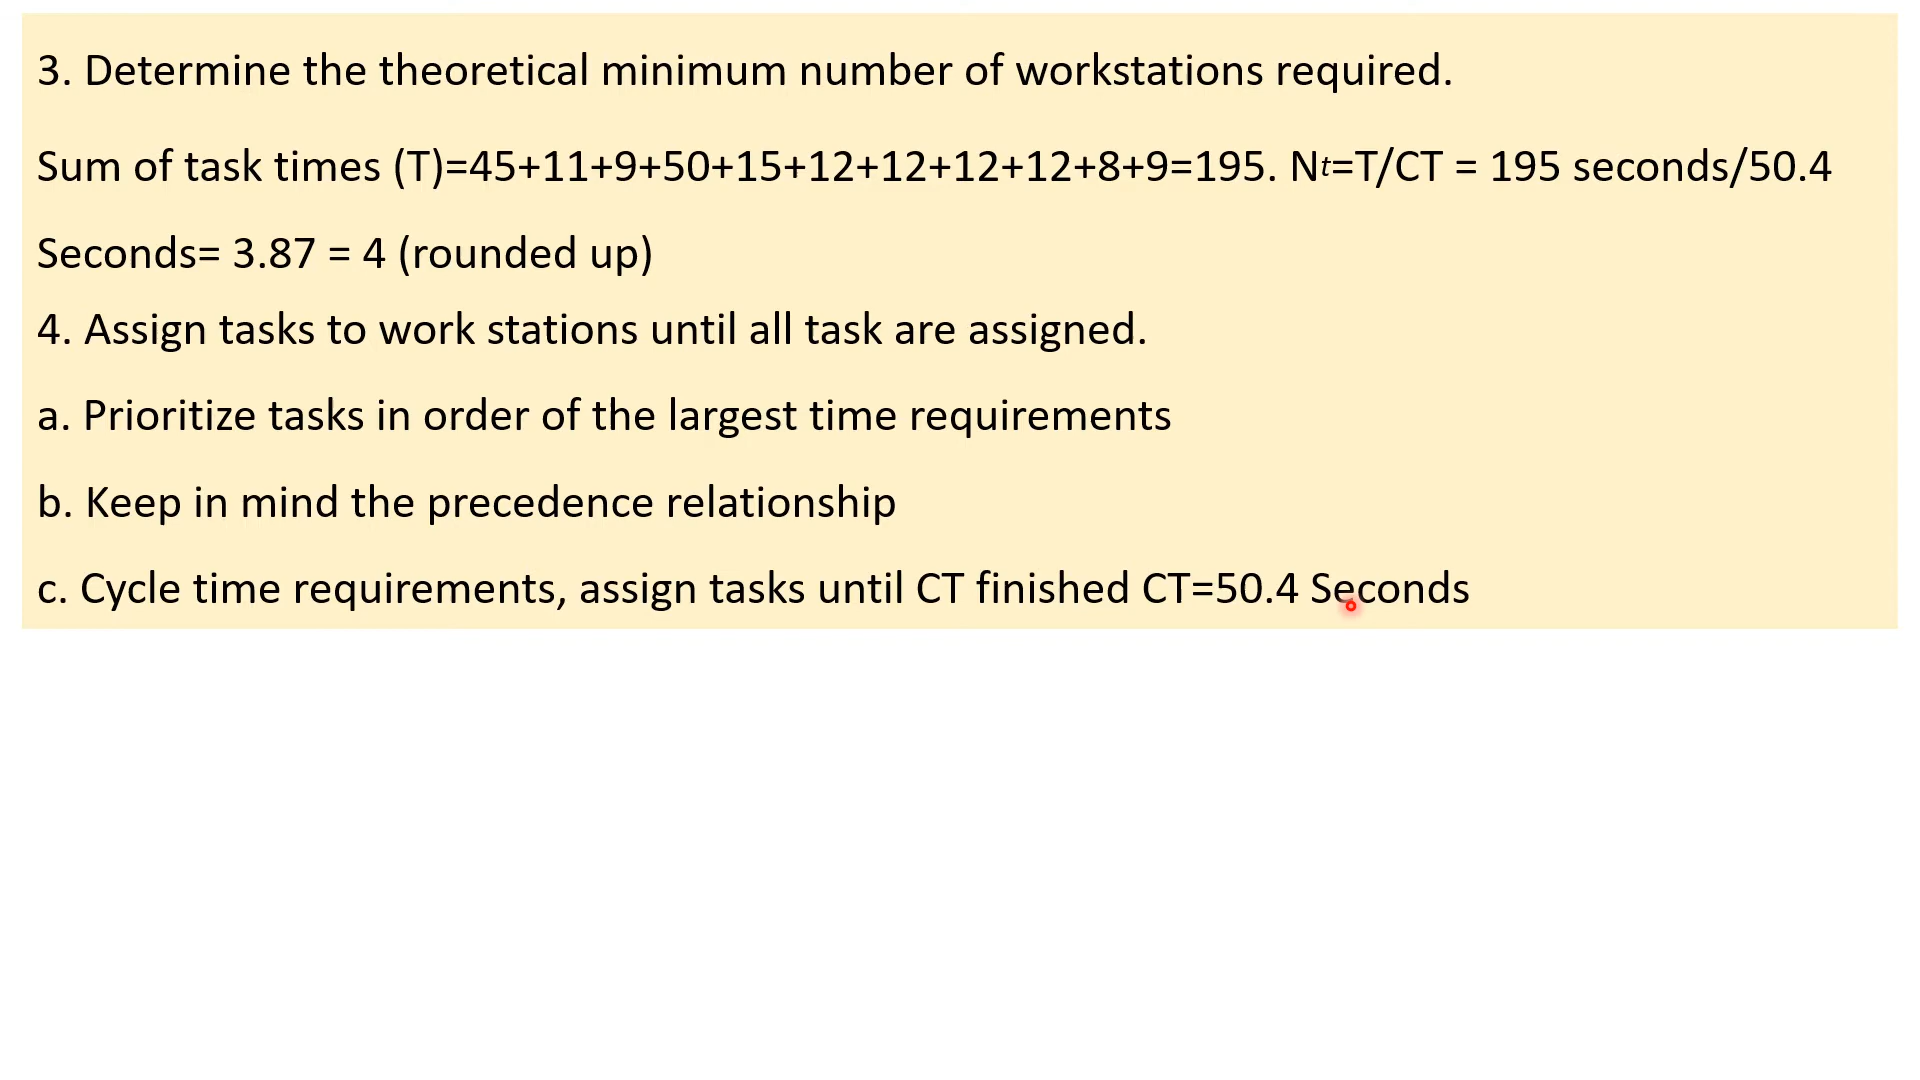 3. Determine the theoretical minimum number of workstations required.
Sum of task times (T)=45+11+9+50+15+12+12+12+12+8+9=195. Nt=T/CT = 195 seconds/50.4
Seconds= 3.87 = 4 (rounded up)
4. Assign tasks to work stations until all task are assigned.
a. Prioritize tasks in order of the largest time requirements
b. Keep in mind the precedence relationship
c. Cycle time requirements, assign tasks until CT finished CT=50.4 Seconds